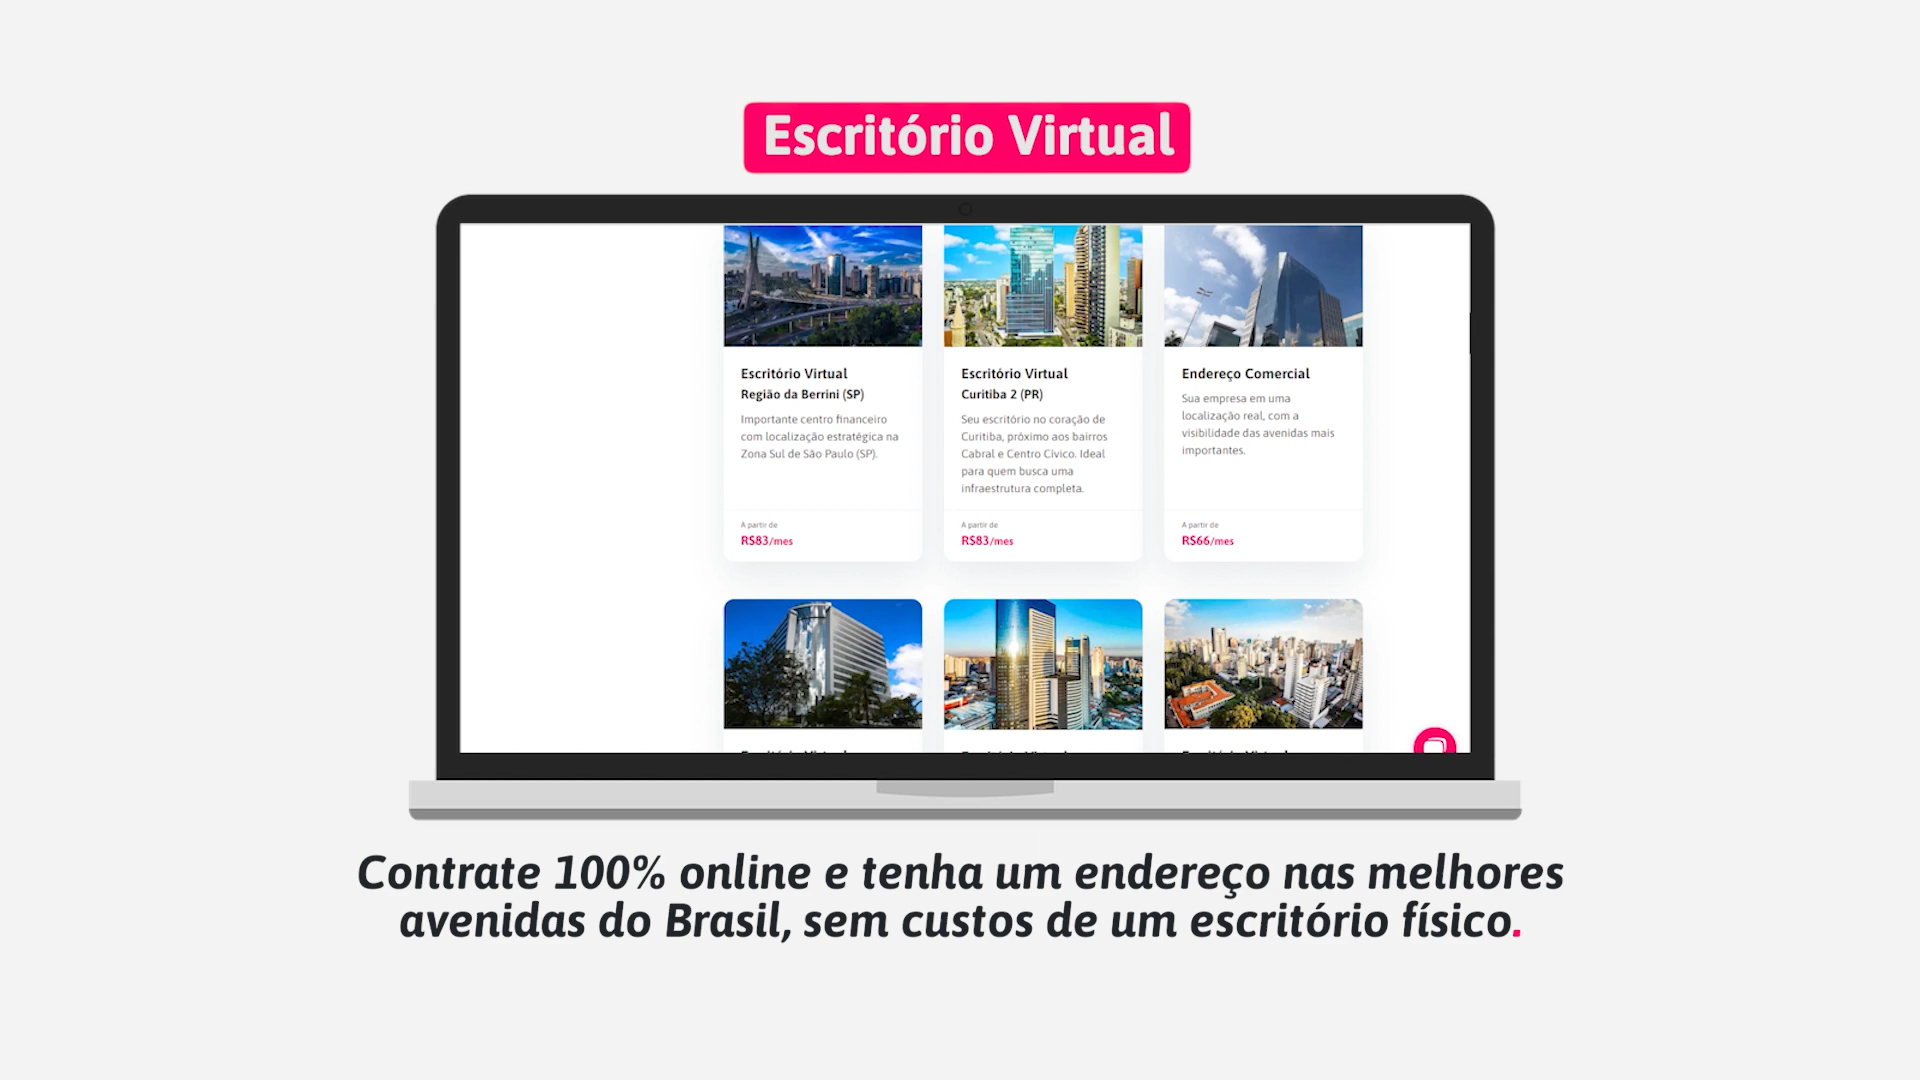 Escritório Virtual
Escritório Virtual
Região da Berrini (SP)
Importante centro financeiro
com localização estratégica na
Zona Sul de São Paulo (SP).
A partir de
R$83/mes
Escritório Virtual
Curitiba 2 (PR)
Seu escritório no coração de
Curitiba, próximo aos bairros
Cabral e Centro Cívico. Ideal
para quem busca uma
infraestrutura completa.
A partir de
R$83/mes
Endereço Comercial
Sua empresa em uma
localização real, com a
visibilidade das avenidas mais
importantes.
A partir de
R$66/mes
Contrate 100% online e tenha um endereço nas melhores
avenidas do Brasil, sem custos de um escritório físico.